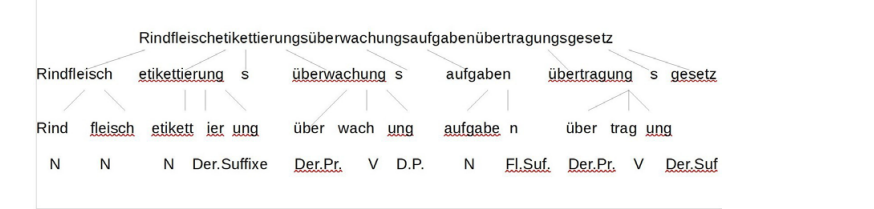 Rindfleischetikettierungsüberwachungsaufgabenübertragungsgesetz
Rindfleisch etikettierung s überwachung s aufgaben übertragung s gesetz
Rind fleisch etikett ier ung über wach ung aufgabe n über trag ung
N N N Der.Suffixe Der.Pr. V D.P. N Fl.Suf. Der.Pr. V Der.Suf